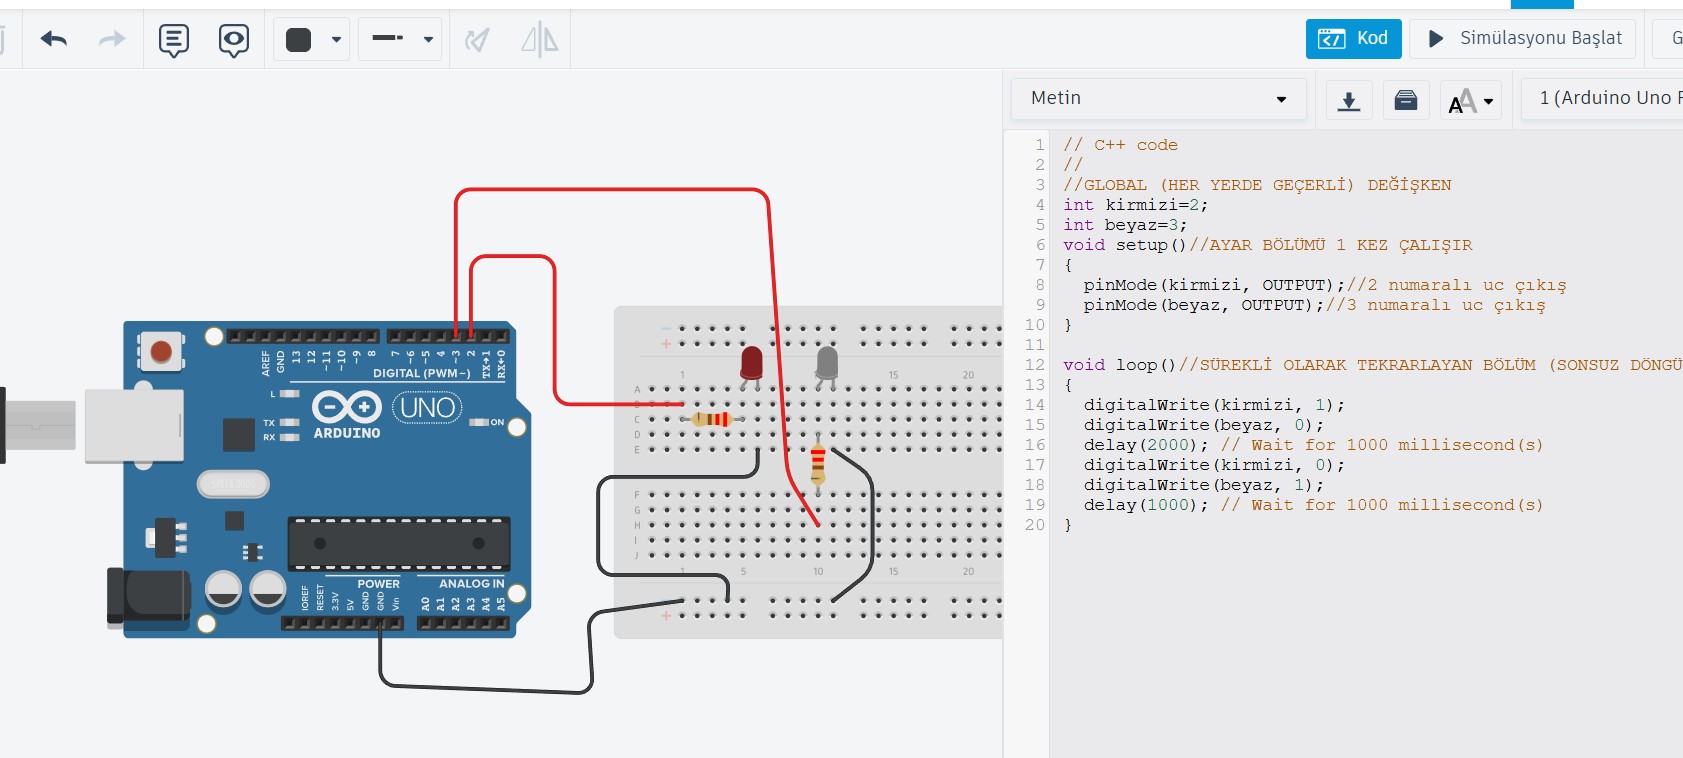 Kod
Simülasyonu Başlat
G
Metin
AA
1 (Arduino Uno R
1 // C++ code
2 //
3 //GLOBAL (HER YERDE GEÇERLİ) DEĞİŞKEN
4 int kirmizi=2;
5 int beyaz=3;
6 void setup()//AYAR BÖLÜMÜ 1 KEZ ÇALIŞIR
7 {
8 pinMode(kirmizi, OUTPUT);//2 numaralı uc çıkış
9 pinMode(beyaz, OUTPUT);//3 numaralı uc çıkış
10 }
11
12 void loop()//SÜREKLİ OLARAK TEKRARLAYAN BÖLÜM (SONSUZ DÖNGÜ
13 {
14 digitalWrite(kirmizi, 1);
15 digitalWrite(beyaz, 0);
16 delay(2000); // Wait for 1000 millisecond(s)
17 digitalWrite(kirmizi, 0);
18 digitalWrite(beyaz, 1);
19 delay(1000); // Wait for 1000 millisecond(s)
20 }
AREF GND 13 12 ~11 ~10 ~9 8 7 ~6 ~5 4 ~3 2 TX→1 RX←0
DIGITAL (PWM~)
L
TX
RX
UNO
ARDUINO
ON
POWER
ANALOG IN
IOREF RESET 3.3V 5V GND GND Vin A0 A1 A2 A3 A4 A5
- 
+
1 15 20
A
B
C
D
E
F
G
H
I
J
1 5 10 15 20
+